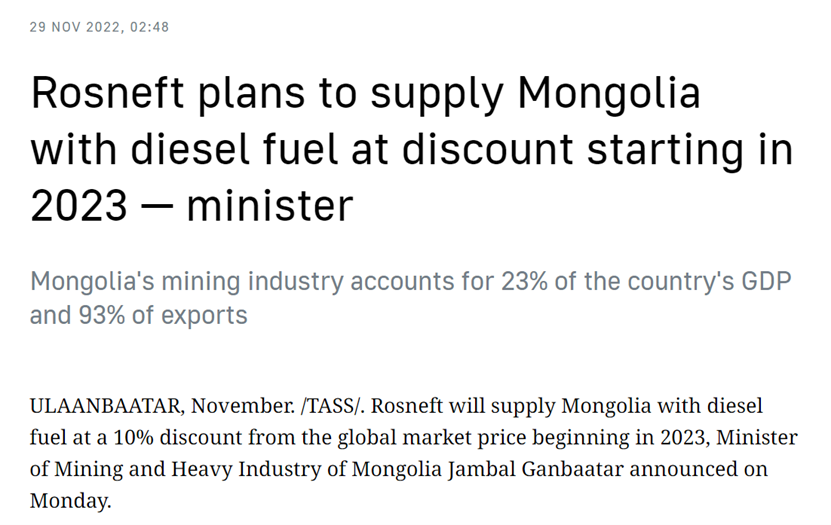 29 NOV 2022, 02:48
Rosneft plans to supply Mongolia
with diesel fuel at discount starting in
2023 — minister
Mongolia's mining industry accounts for 23% of the country's GDP
and 93% of exports
ULAANBAATAR, November. /TASS/. Rosneft will supply Mongolia with diesel
fuel at a 10% discount from the global market price beginning in 2023, Minister
of Mining and Heavy Industry of Mongolia Jambal Ganbaatar announced on
Monday.